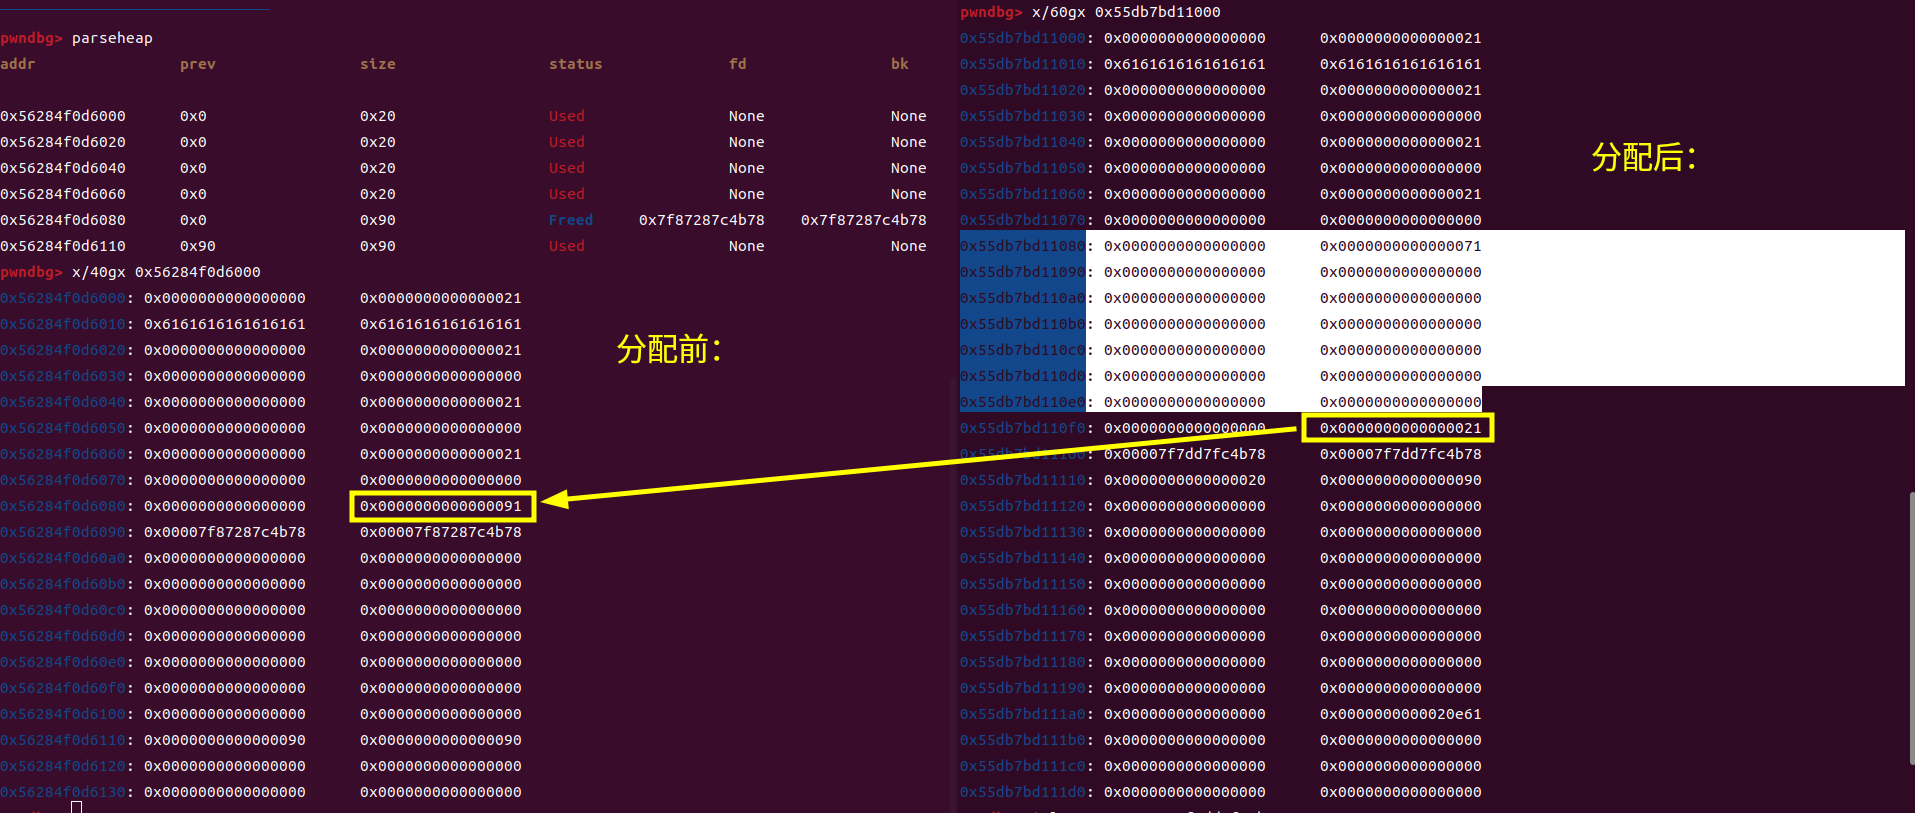 pwndbg> parseheap
addr prev size status fd bk
0x56284f0d6000 0x0 0x20 Used None None
0x56284f0d6020 0x0 0x20 Used None None
0x56284f0d6040 0x0 0x20 Used None None
0x56284f0d6060 0x0 0x20 Used None None
0x56284f0d6080 0x0 0x90 Freed 0x7f87287c4b78 0x7f87287c4b78
0x56284f0d6110 0x90 0x90 Used None None
pwndbg> x/40gx 0x56284f0d6000
0x56284f0d6000: 0x0000000000000000 0x0000000000000021
0x56284f0d6010: 0x6161616161616161 0x6161616161616161
0x56284f0d6020: 0x0000000000000000 0x0000000000000021
0x56284f0d6030: 0x0000000000000000 0x0000000000000000
0x56284f0d6040: 0x0000000000000000 0x0000000000000021
0x56284f0d6050: 0x0000000000000000 0x0000000000000000
0x56284f0d6060: 0x0000000000000000 0x0000000000000021
0x56284f0d6070: 0x0000000000000000 0x0000000000000000
0x56284f0d6080: 0x0000000000000000 0x0000000000000091
0x56284f0d6090: 0x00007f87287c4b78 0x00007f87287c4b78
0x56284f0d60a0: 0x0000000000000000 0x0000000000000000
0x56284f0d60b0: 0x0000000000000000 0x0000000000000000
0x56284f0d60c0: 0x0000000000000000 0x0000000000000000
0x56284f0d60d0: 0x0000000000000000 0x0000000000000000
0x56284f0d60e0: 0x0000000000000000 0x0000000000000000
0x56284f0d60f0: 0x0000000000000000 0x0000000000000000
0x56284f0d6100: 0x0000000000000000 0x0000000000000000
0x56284f0d6110: 0x0000000000000090 0x0000000000000090
0x56284f0d6120: 0x0000000000000000 0x0000000000000000
0x56284f0d6130: 0x0000000000000000 0x0000000000000000
分配前：
pwndbg> x/60gx 0x55db7bd11000
0x55db7bd11000: 0x0000000000000000 0x0000000000000021
0x55db7bd11010: 0x6161616161616161 0x6161616161616161
0x55db7bd11020: 0x0000000000000000 0x0000000000000021
0x55db7bd11030: 0x0000000000000000 0x0000000000000000
0x55db7bd11040: 0x0000000000000000 0x0000000000000021
0x55db7bd11050: 0x0000000000000000 0x0000000000000000
0x55db7bd11060: 0x0000000000000000 0x0000000000000021
0x55db7bd11070: 0x0000000000000000 0x0000000000000000
0x55db7bd11080: 0x0000000000000000 0x0000000000000071
0x55db7bd11090: 0x0000000000000000 0x0000000000000000
0x55db7bd110a0: 0x0000000000000000 0x0000000000000000
0x55db7bd110b0: 0x0000000000000000 0x0000000000000000
0x55db7bd110c0: 0x0000000000000000 0x0000000000000000
0x55db7bd110d0: 0x0000000000000000 0x0000000000000000
0x55db7bd110e0: 0x0000000000000000 0x0000000000000000
0x55db7bd110f0: 0x0000000000000000 0x0000000000000021
0x55db7bd11100: 0x00007f7dd7fc4b78 0x00007f7dd7fc4b78
0x55db7bd11110: 0x0000000000000020 0x0000000000000090
0x55db7bd11120: 0x0000000000000000 0x0000000000000000
0x55db7bd11130: 0x0000000000000000 0x0000000000000000
0x55db7bd11140: 0x0000000000000000 0x0000000000000000
0x55db7bd11150: 0x0000000000000000 0x0000000000000000
0x55db7bd11160: 0x0000000000000000 0x0000000000000000
0x55db7bd11170: 0x0000000000000000 0x0000000000000000
0x55db7bd11180: 0x0000000000000000 0x0000000000000000
0x55db7bd11190: 0x0000000000000000 0x0000000000000000
0x55db7bd111a0: 0x0000000000000000 0x0000000000020e61
0x55db7bd111b0: 0x0000000000000000 0x0000000000000000
0x55db7bd111c0: 0x0000000000000000 0x0000000000000000
0x55db7bd111d0: 0x0000000000000000 0x0000000000000000
分配后：